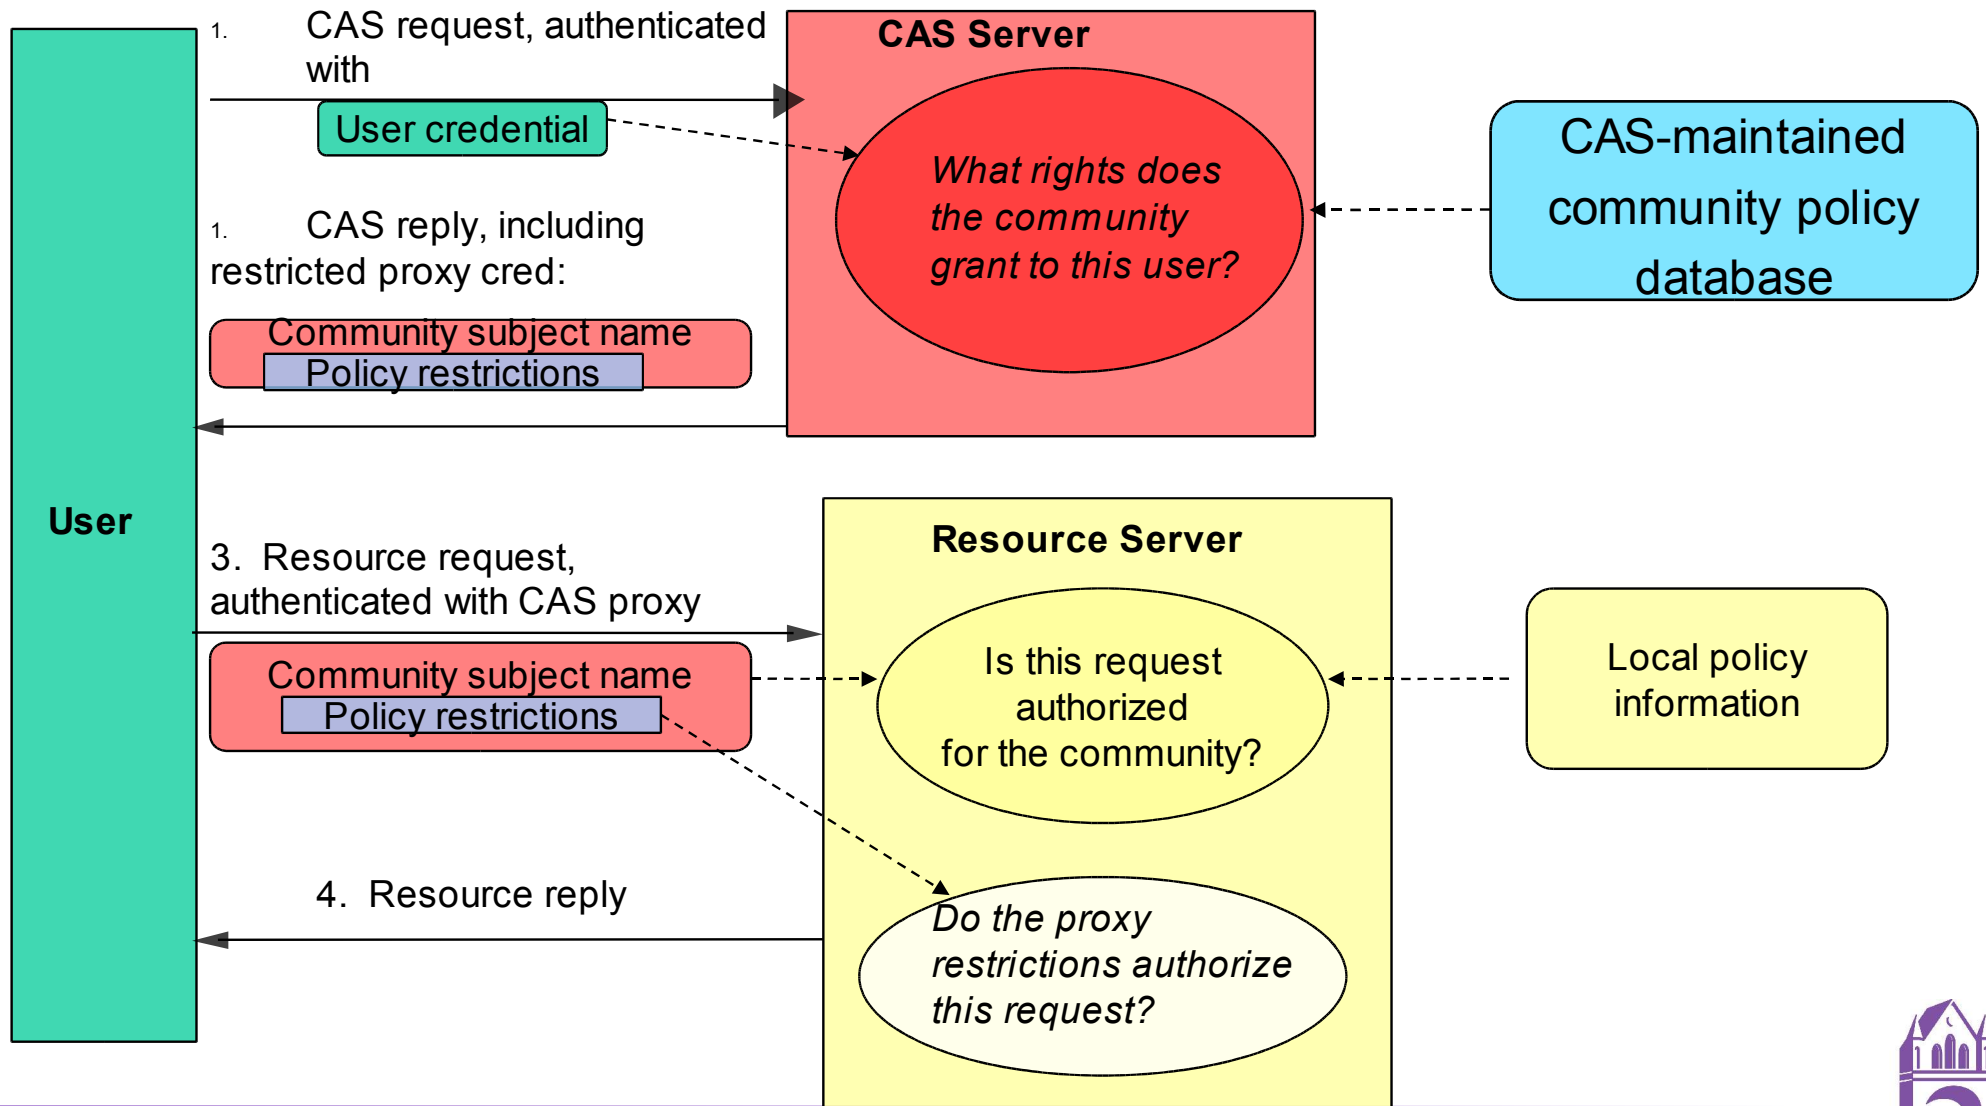 1. CAS request, authenticated
with
User credential
CAS Server
What rights does
the community
grant to this user?
CAS-maintained
community policy
database
1. CAS reply, including
restricted proxy cred:
Community subject name
Policy restrictions
User
3. Resource request,
authenticated with CAS proxy
Community subject name
Policy restrictions
Resource Server
Is this request
authorized
for the community?
Local policy
information
4. Resource reply
Do the proxy
restrictions authorize
this request?